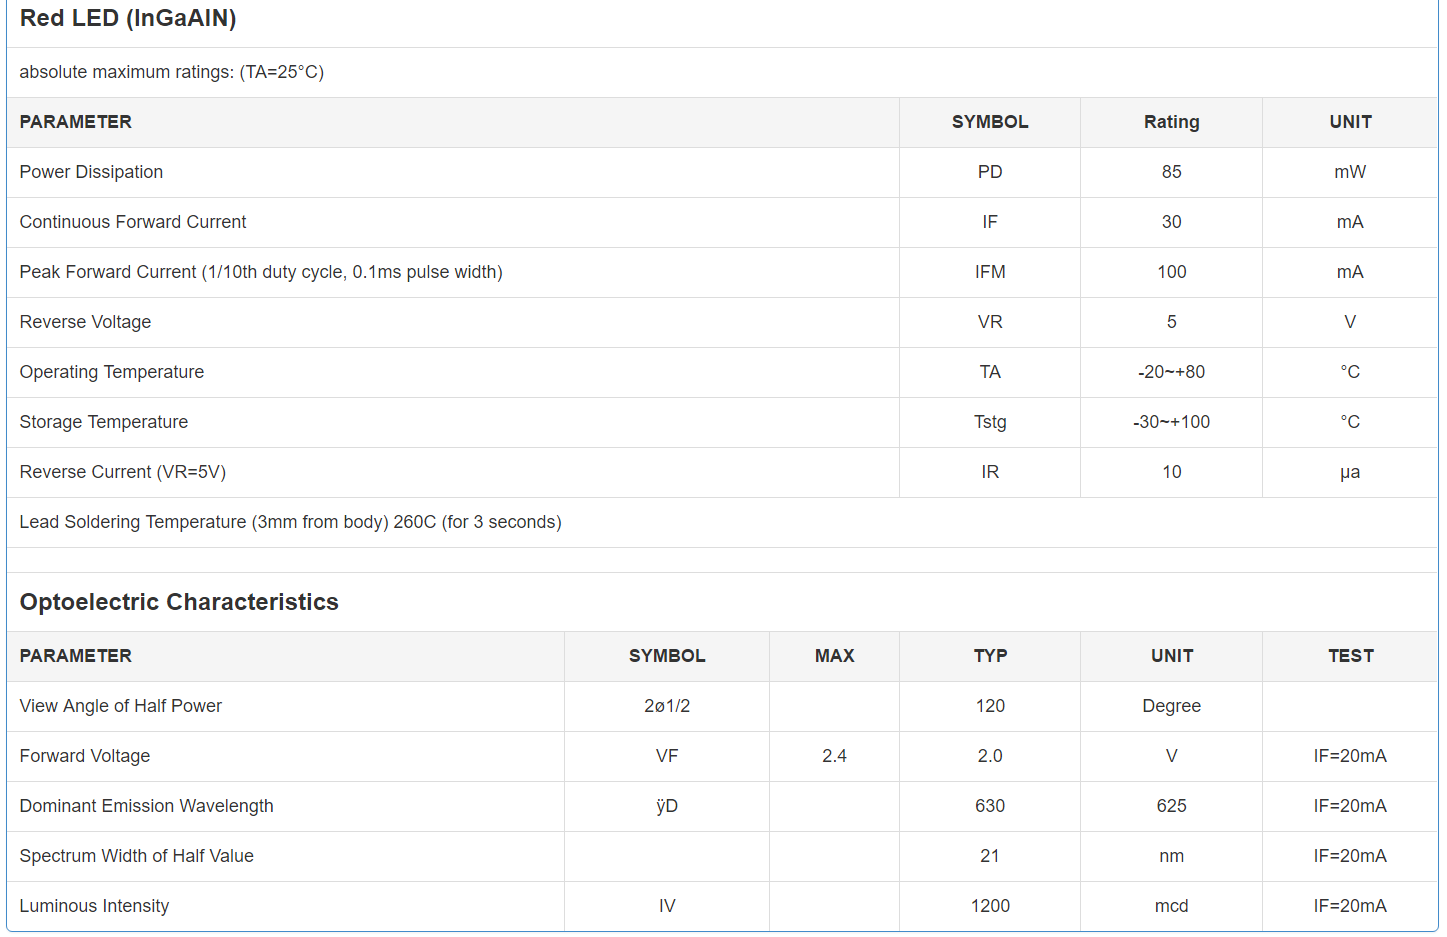 Red LED (InGaAlN)
absolute maximum ratings: (TA=25°C)
PARAMETER SYMBOL Rating UNIT
Power Dissipation PD 85 mW
Continuous Forward Current IF 30 mA
Peak Forward Current (1/10th duty cycle, 0.1ms pulse width) IFM 100 mA
Reverse Voltage VR 5 V
Operating Temperature TA -20~+80 °C
Storage Temperature Tstg -30~+100 °C
Reverse Current (VR=5V) IR 10 µa
Lead Soldering Temperature (3mm from body) 260C (for 3 seconds)
Optoelectric Characteristics
PARAMETER SYMBOL MAX TYP UNIT TEST
View Angle of Half Power 2ø1/2 120 Degree
Forward Voltage VF 2.4 2.0 V IF=20mA
Dominant Emission Wavelength ÿD 630 625 IF=20mA
Spectrum Width of Half Value 21 nm IF=20mA
Luminous Intensity IV 1200 mcd IF=20mA